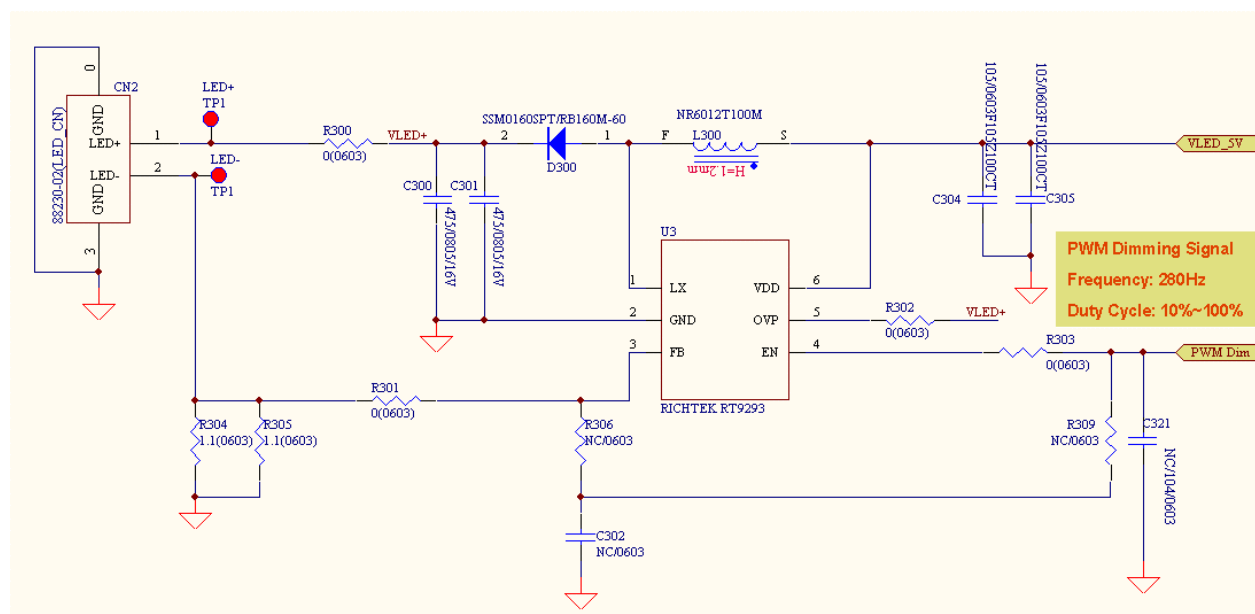 0
CN2
88230-02(LED_CN)
GND
LED+
LED-
GND
3
1
2
LED+
TP1
LED-
TP1
R300
0(0603)
VLED+
SSM0160SPT/RB160M-60
2
1
D300
NR6012T100M
F
L300
S
H=1.2mm
C300
475/0805/16V
C301
475/0805/16V
105/0603F105Z100CT
105/0603F105Z100CT
C304
C305
VLED_5V
U3
1
LX
VDD
6
2
GND
OVP
5
3
FB
EN
4
RICHTEK RT9293
R302
0(0603)
VLED+
R303
0(0603)
PWM Dimming Signal
Frequency: 280Hz
Duty Cycle: 10%~100%
PWM Dim
R301
0(0603)
R304
1.1(0603)
R305
1.1(0603)
R306
NC/0603
R309
NC/0603
C321
NC/104/0603
C302
NC/0603